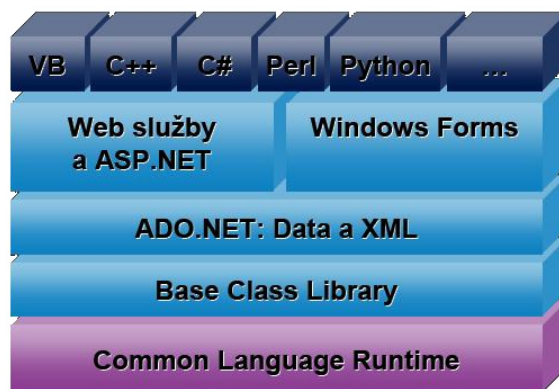 VB C++ C# Perl Python ...
Web služby
a ASP.NET
Windows Forms
ADO.NET: Data a XML
Base Class Library
Common Language Runtime